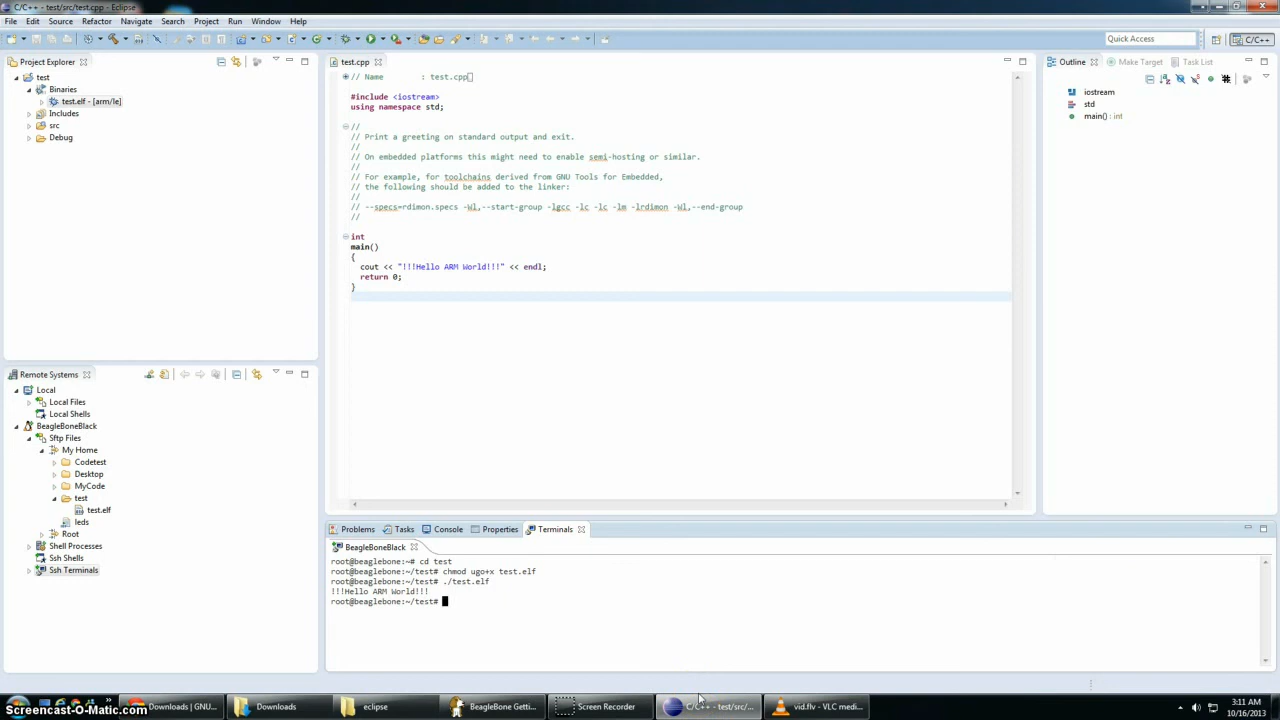 C/C++ - test/src/test.cpp - Eclipse
File Edit Source Refactor Navigate Search Project Run Window Help
Quick Access
C/C++
Project Explorer
test
Binaries
test.elf - [arm/le]
Includes
src
Debug
Remote Systems
Local
Local Files
Local Shells
BeagleBoneBlack
Sftp Files
My Home
Codetest
Desktop
MyCode
test
test.elf
leds
Root
Shell Processes
Ssh Shells
Ssh Terminals
test.cpp
// Name : test.cpp
#include <iostream>
using namespace std;
//
// Print a greeting on standard output and exit.
//
// On embedded platforms this might need to enable semi-hosting or similar.
//
// For example, for toolchains derived from GNU Tools for Embedded,
// the following should be added to the linker:
//
// --specs=rdimon.specs -Wl,--start-group -lgcc -lc -lc -lm -lrdimon -Wl,--end-group
//
int
main()
{
cout << "!!!Hello ARM World!!!" << endl;
return 0;
}
Outline Make Target Task List
iostream
std
main() : int
Problems Tasks Console Properties Terminals
BeagleBoneBlack
root@beaglebone:~# cd test
root@beaglebone:~/test# chmod ugo+x test.elf
root@beaglebone:~/test# ./test.elf
!!!Hello ARM World!!!
root@beaglebone:~/test#
Downloads | GNU...
Downloads
eclipse
BeagleBone Getti...
Screen Recorder
C/C++ - test/src/...
vid.flv - VLC medi...
3:11 AM
10/16/2013
Screencast-O-Matic.com